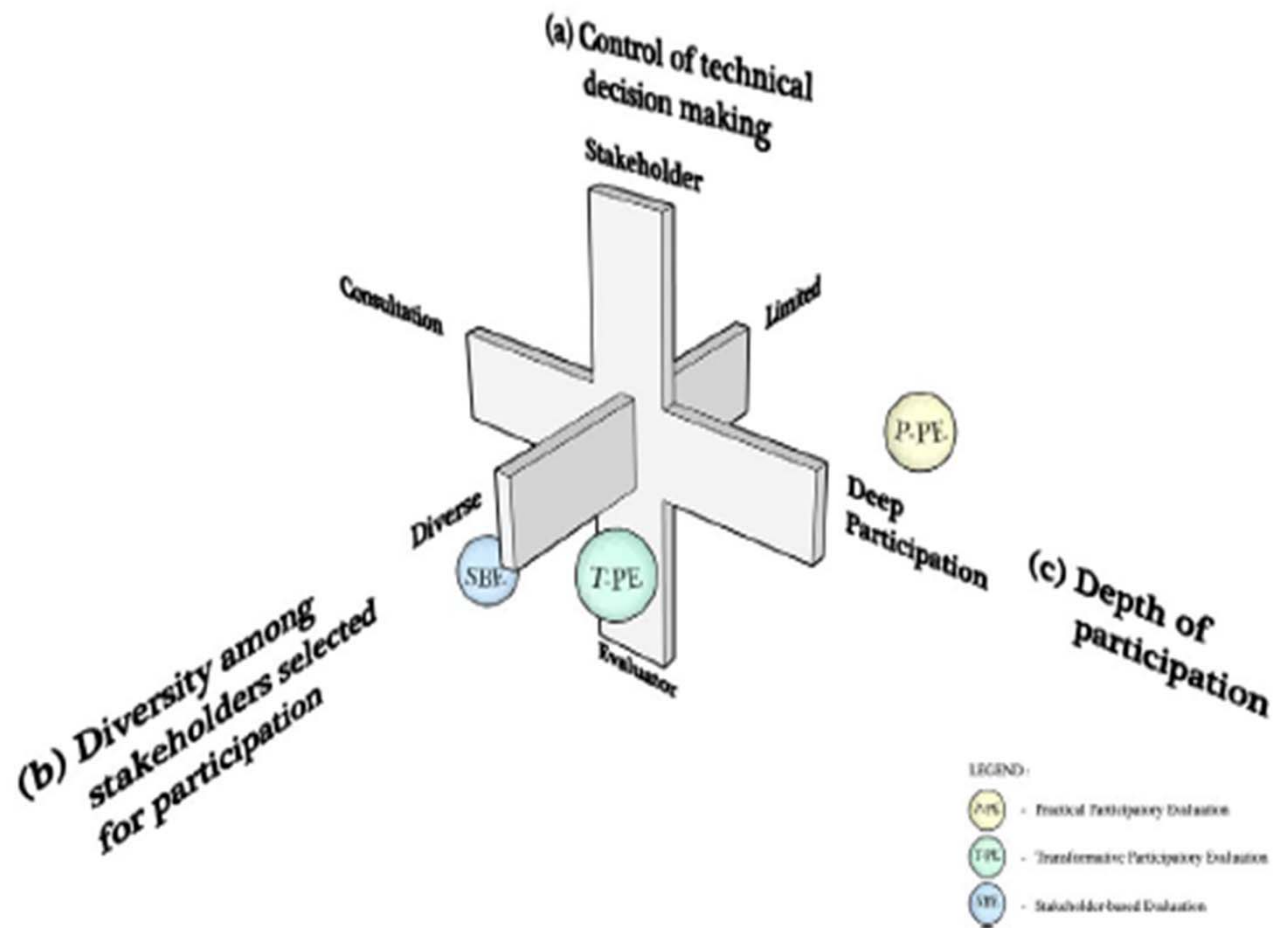 (a) Control of technical
decision making
Stakeholder
Consultation
Limited
P-PE
Deep
Participation
Diverse
SBE
T-PE
Evaluator
(c) Depth of
participation
(b) Diversity among
stakeholders selected
for participation
LEGEND:
P-PE - Practical Participatory Evaluation
T-PE - Transformative Participatory Evaluation
SBE - Stakeholder-based Evaluation